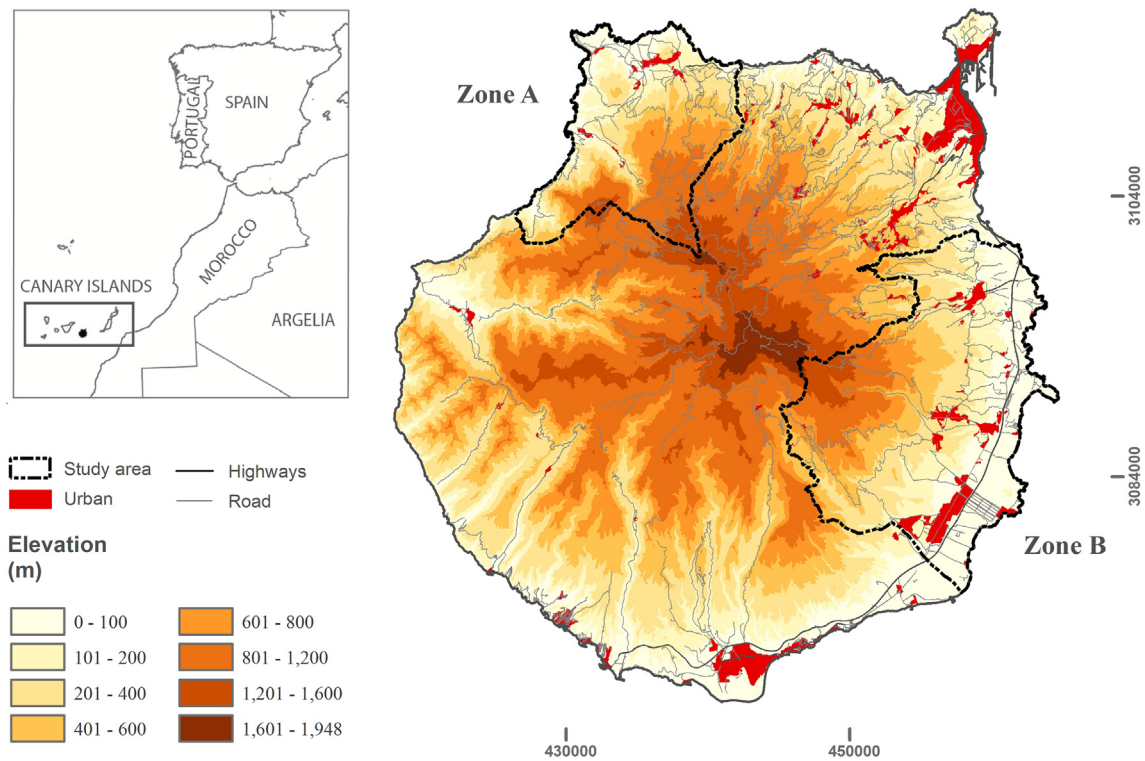 PORTUGAL
SPAIN
MOROCCO
CANARY ISLANDS
ARGELIA
Zone A
Zone B
3104000
3084000
430000
450000
Study area
Urban
Highways
Road
Elevation
(m)
0 - 100
101 - 200
201 - 400
401 - 600
601 - 800
801 - 1,200
1,201 - 1,600
1,601 - 1,948